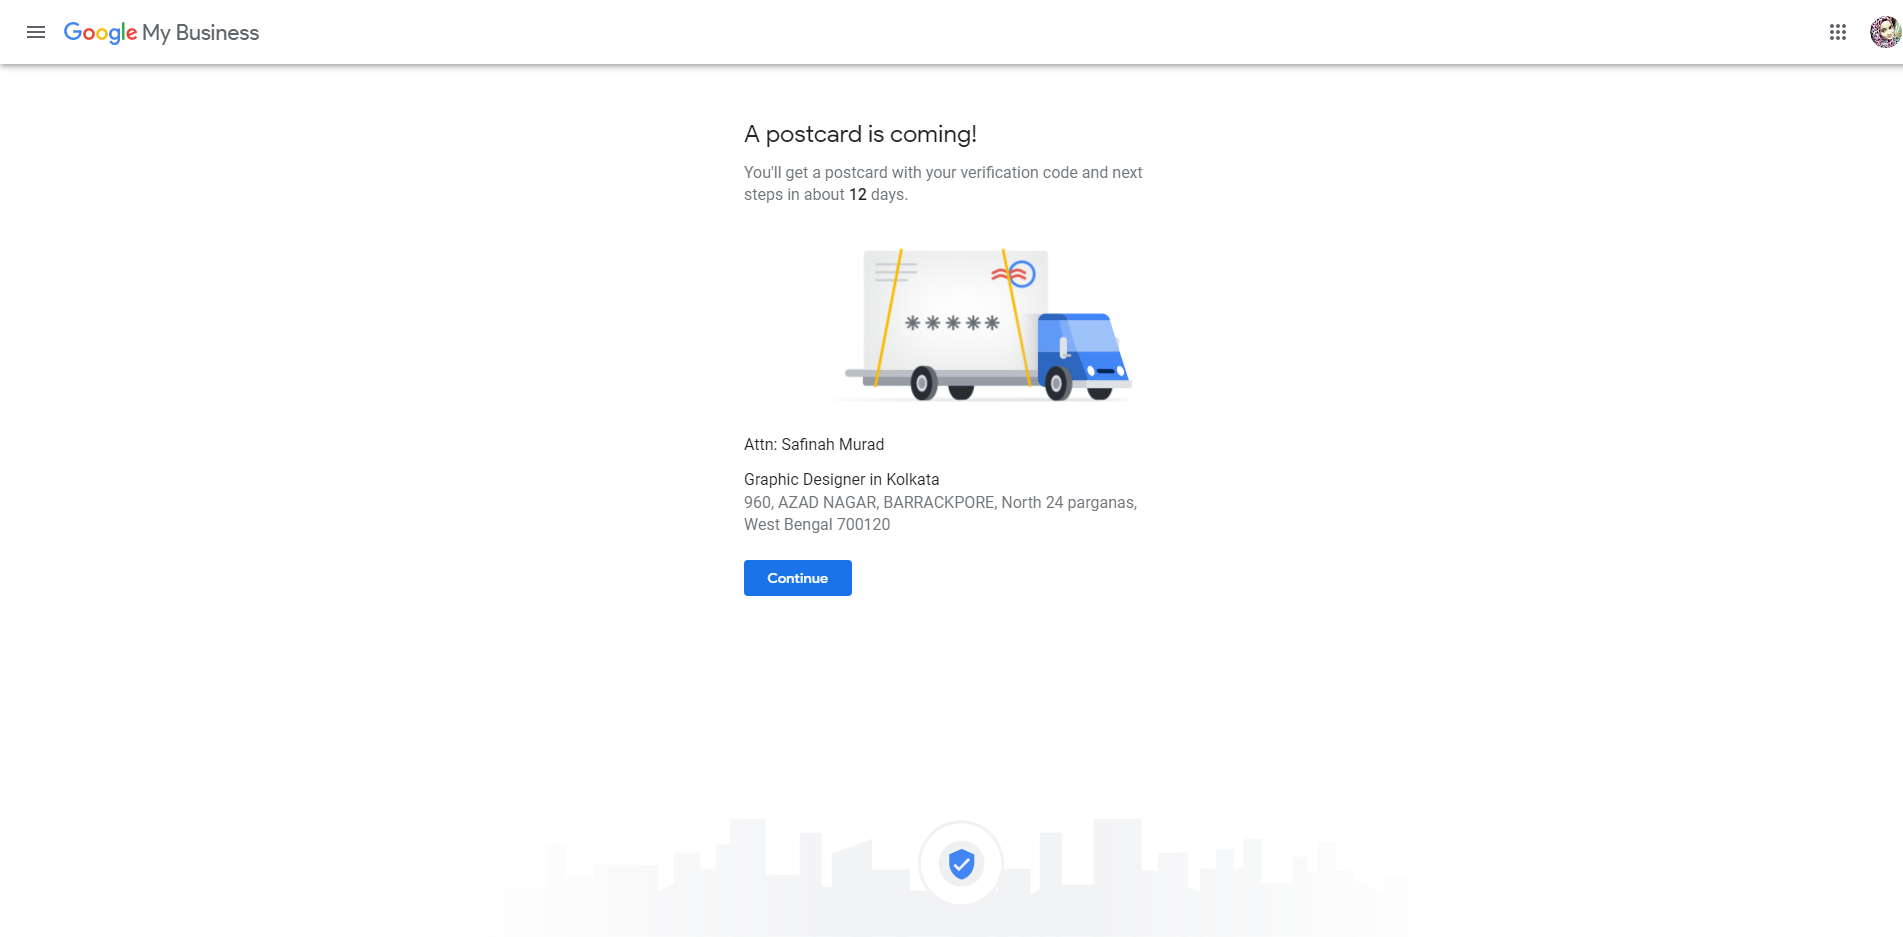 Google My Business
A postcard is coming!
You'll get a postcard with your verification code and next
steps in about 12 days.
*****
Attn: Safinah Murad
Graphic Designer in Kolkata
960, AZAD NAGAR, BARRACKPORE, North 24 parganas,
West Bengal 700120
Continue